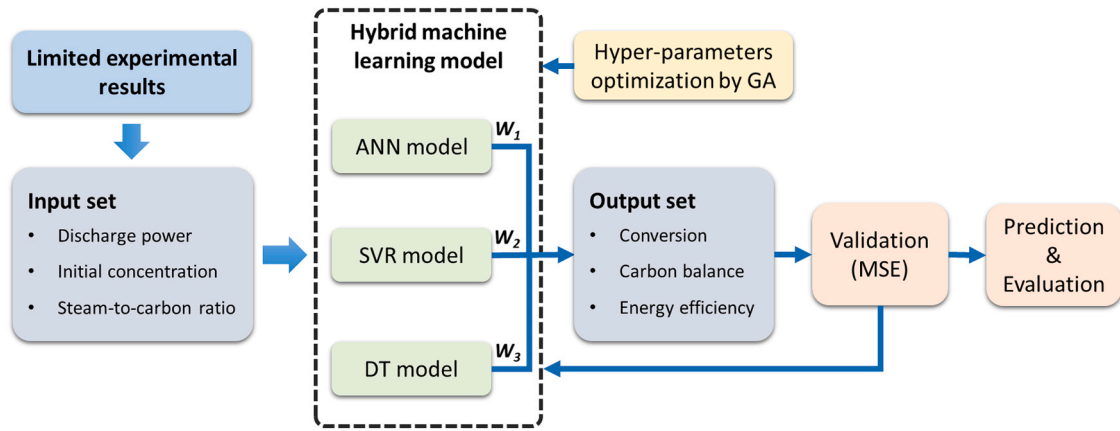 Limited experimental
results
Input set
• Discharge power
• Initial concentration
• Steam-to-carbon ratio
Hybrid machine
learning model
ANN model
W1
SVR model
W2
DT model
W3
Hyper-parameters
optimization by GA
Output set
• Conversion
• Carbon balance
• Energy efficiency
Validation
(MSE)
Prediction
&
Evaluation